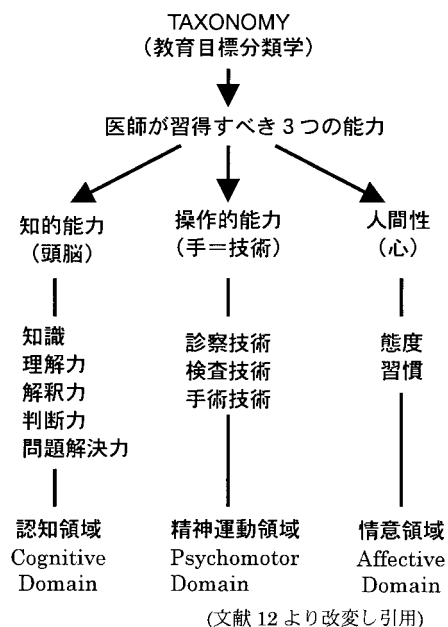 TAXONOMY
(教育目標分類学)
医師が習得すべき3つの能力
知的能力
(頭脳)
操作的能力
(手=技術)
人間性
(心)
知識
理解力
解釈力
判断力
問題解決力
診察技術
検査技術
手術技術
態度
習慣
認知領域
Cognitive
Domain
精神運動領域
Psychomotor
Domain
情意領域
Affective
Domain
(文献 12 より改変し引用)